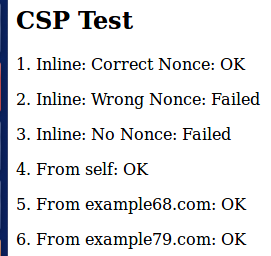 CSP Test
1. Inline: Correct Nonce: OK
2. Inline: Wrong Nonce: Failed
3. Inline: No Nonce: Failed
4. From self: OK
5. From example68.com: OK
6. From example79.com: OK